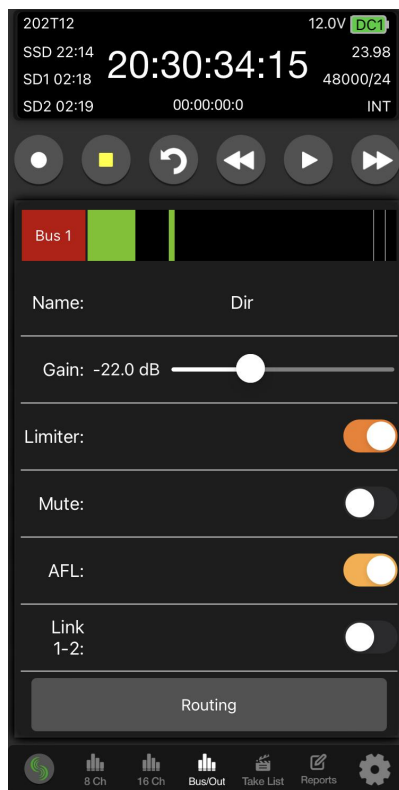 202T12
12.0V DC1
SSD 22:14
20:30:34:15
23.98
SD1 02:18
48000/24
SD2 02:19
00:00:00:0
INT
Bus 1
Name: Dir
Gain: -22.0 dB
Limiter:
Mute:
AFL:
Link
1-2:
Routing
8 Ch
16 Ch
Bus/Out
Take List
Reports